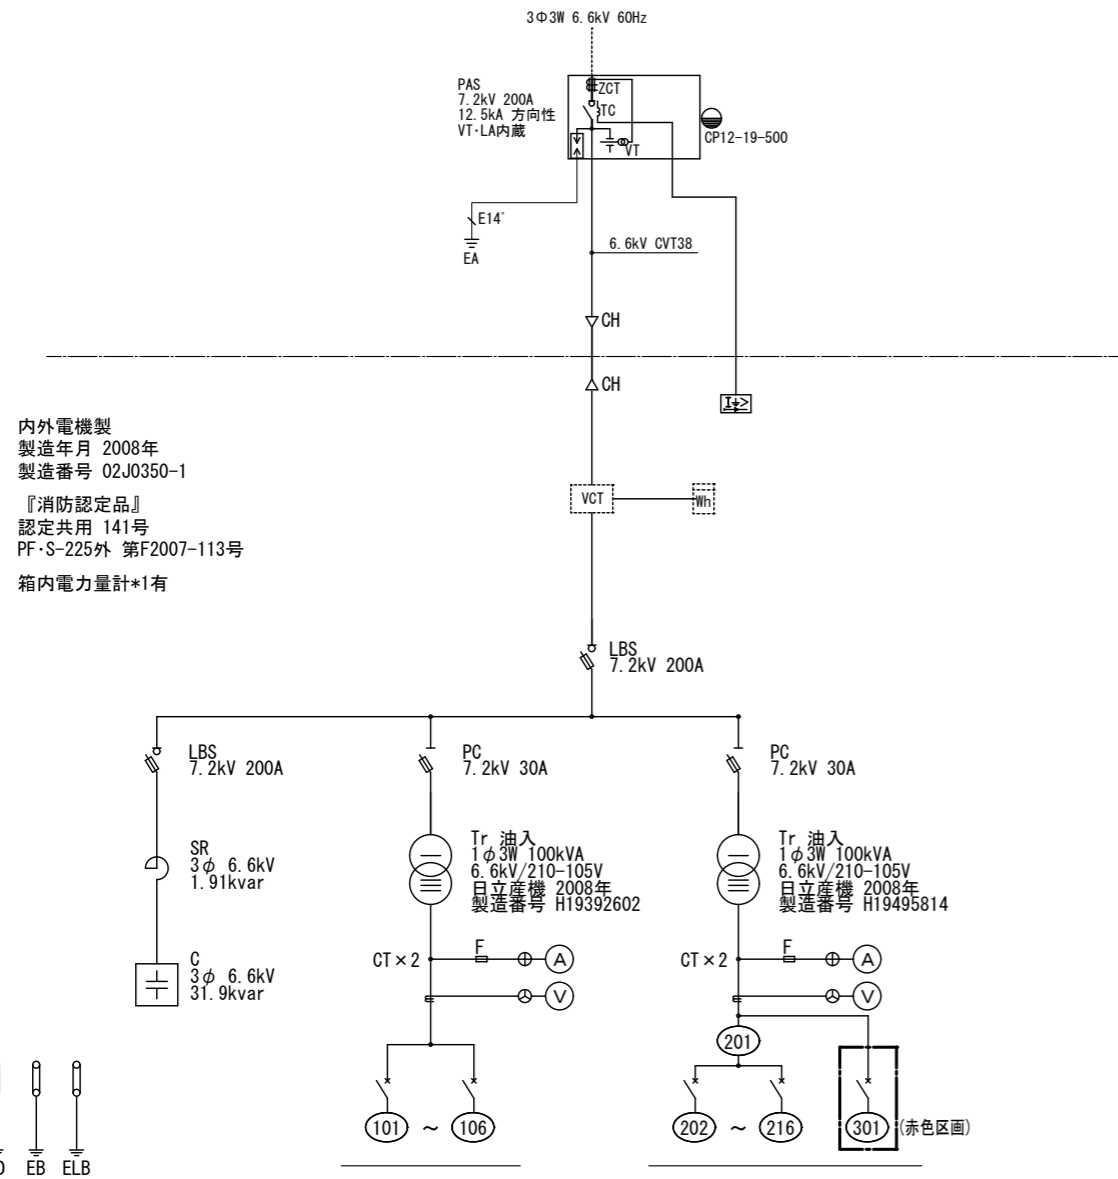 3Φ3W 6.6kV 60Hz
PAS
7.2kV 200A
12.5kA 方向性
VT・LA内蔵
ZCT
TC
VT
CP12-19-500
E14°
EA
6.6kV CVT38
CH
CH
I
>
内外電機製
製造年月 2008年
製造番号 02J0350-1
『消防認定品』
認定共用 141号
PF・S-225外 第F2007-113号
箱内電力量計*1有
VCT
Wh
LBS
7.2kV 200A
LBS
7.2kV 200A
PC
7.2kV 30A
PC
7.2kV 30A
SR
3φ 6.6kV
1.91kvar
Tr 油入
1φ3W 100kVA
6.6kV/210-105V
日立産機 2008年
製造番号 H19392602
Tr 油入
1φ3W 100kVA
6.6kV/210-105V
日立産機 2008年
製造番号 H19495814
C
3φ 6.6kV
31.9kvar
CT×2
F
A
V
CT×2
F
A
V
201
101 ～ 106
202 ～ 216
301
(赤色区画)
D
EB
ELB